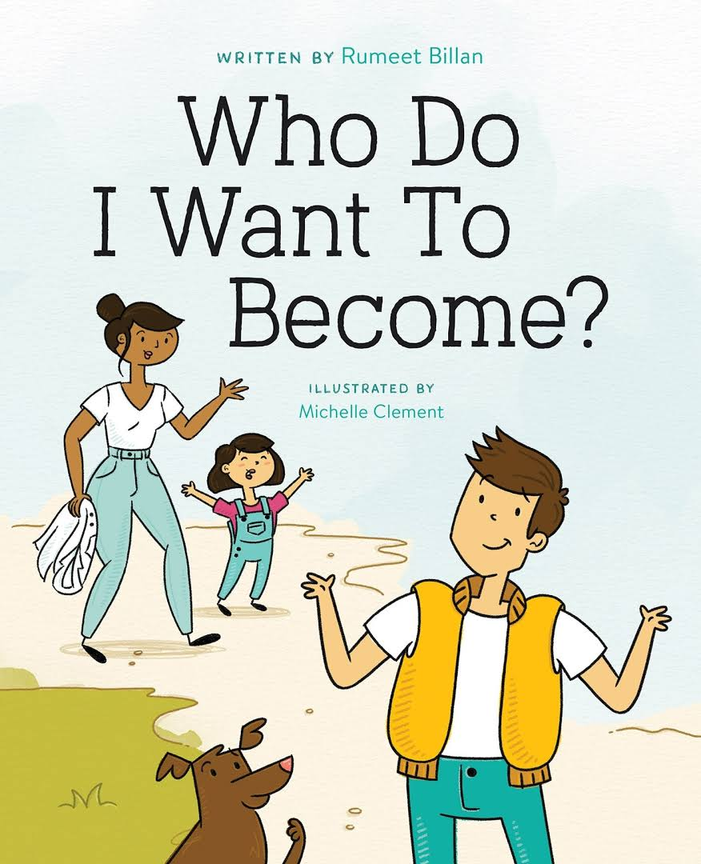 WRITTEN BY Rumeet Billan
Who Do
I Want To
Become?
ILLUSTRATED BY
Michelle Clement